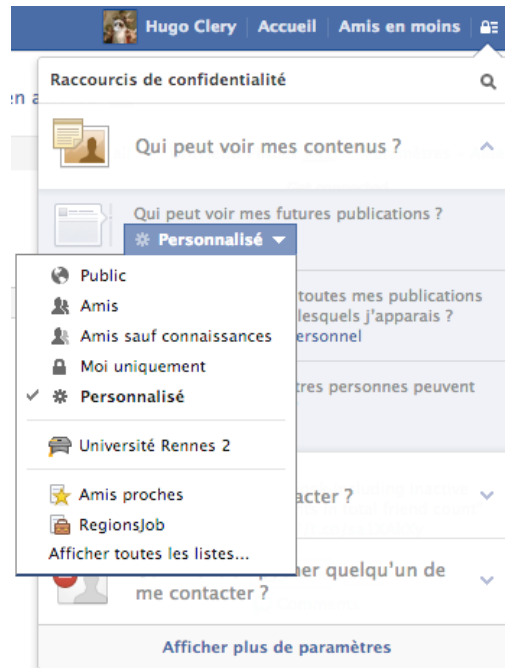 Hugo Clery Accueil Amis en moins
Raccourcis de confidentialité
en a
Qui peut voir mes contenus ?
Qui peut voir mes futures publications ?
Personnalisé
Public
Amis
Amis sauf connaissances
Moi uniquement
Personnalisé
Université Rennes 2
Amis proches
RegionsJob
Afficher toutes les listes...
toutes mes publications
lesquels j'apparais ?
ersonnel
tres personnes peuvent
acter ?
her quelqu'un de
me contacter ?
Afficher plus de paramètres